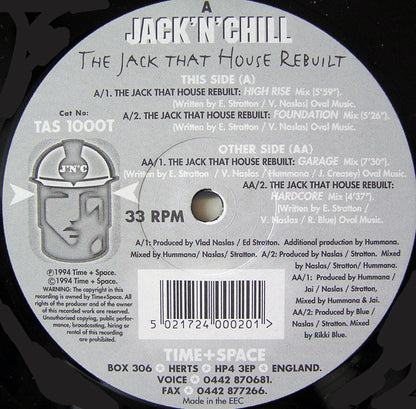 A
JACK'N'CHILL
THE JACK THAT HOUSE REBUILT
THIS SIDE (A)
A/1. THE JACK THAT HOUSE REBUILT: HIGH RISE Mix (5'59").
(Written by E. Stratton / V. Naslas) Oval Music.
A/2. THE JACK THAT HOUSE REBUILT: FOUNDATION Mix (5'26").
(Written by E. Stratton / V. Naslas) Oval Music.
Cat No:
TAS 1000T
OTHER SIDE (AA)
AA/1. THE JACK THAT HOUSE REBUILT: GARAGE Mix (7'30").
(Written by E. Stratton / V. Naslas / Hummana / J. Creasey) Oval Music.
AA/2. THE JACK THAT HOUSE REBUILT:
HARDCORE Mix (4'37").
(Written by E. Stratton /
V. Naslas / R. Blue) Oval Music.
J'N'C
33 RPM
A/1: Produced by Vlad Naslas / Ed Stratton. Additional production by Hummana.
Mixed by Hummana / Naslas / Stratton. A/2: Produced by Naslas / Stratton.
Mixed by Naslas / Hummana.
AA/1: Produced by Hummana /
Jai / Naslas / Stratton.
Mixed by Hummana & Jai.
AA/2: Produced by Blue /
Naslas / Stratton. Mixed by
Rikki Blue.
℗1994 Time + Space.
©1994 Time + Space.
WARNING: The copyright in this
recording is owned by Time+Space.
All rights of the producer and of
the owner of this recorded work
are reserved. Unauthorised
copying, public performance,
broadcasting, hiring or
rental of this recording
are prohibited.
5 021724 000201
TIME+SPACE
BOX 306 ✪ HERTS ✪ HP4 3EP ✪ ENGLAND.
VOICE ✪ 0442 870681.
FAX ✪ 0442 877266.
Made in the EEC